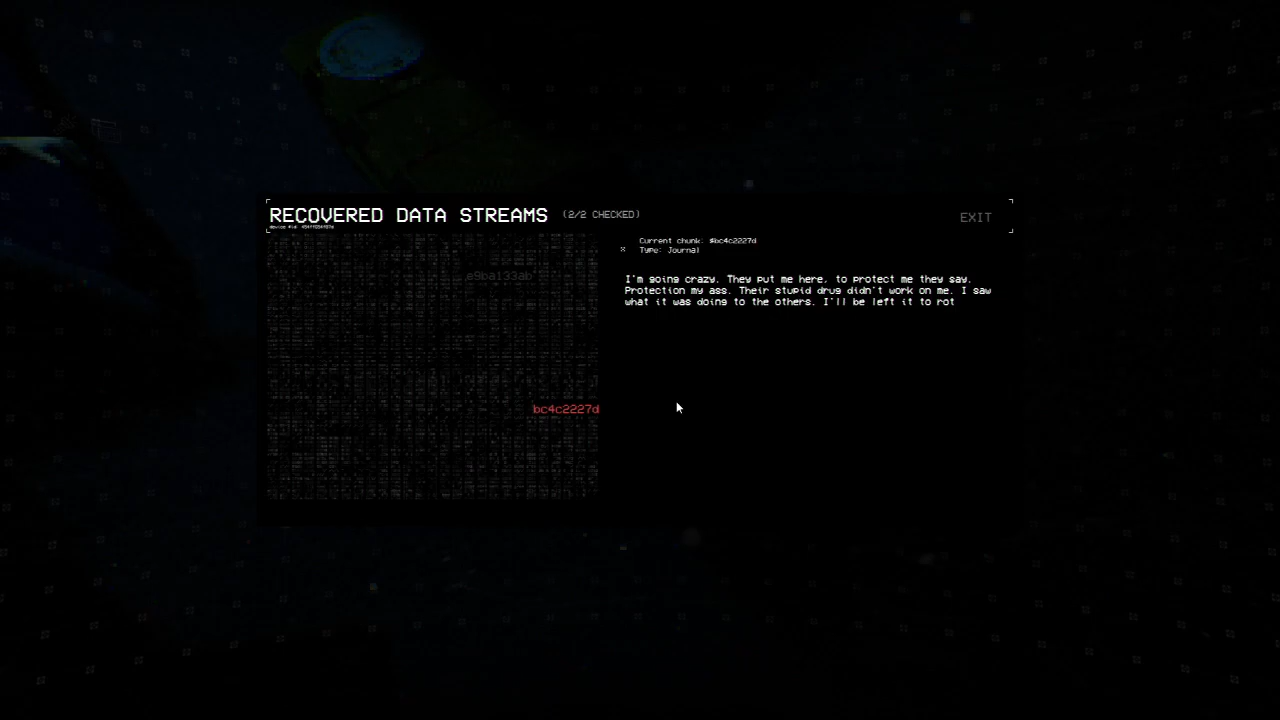 RECOVERED DATA STREAMS (2/2 CHECKED)
EXIT
e9ba133ab
bc4c2227d
Current chunk: #bc4c2227d
Type: Journal
I'm going crazy. They put me here, to protect me they say.
Protection my ass. Their stupid drug didn't work on me. I saw
what it was doing to the others. I'll be left it to rot